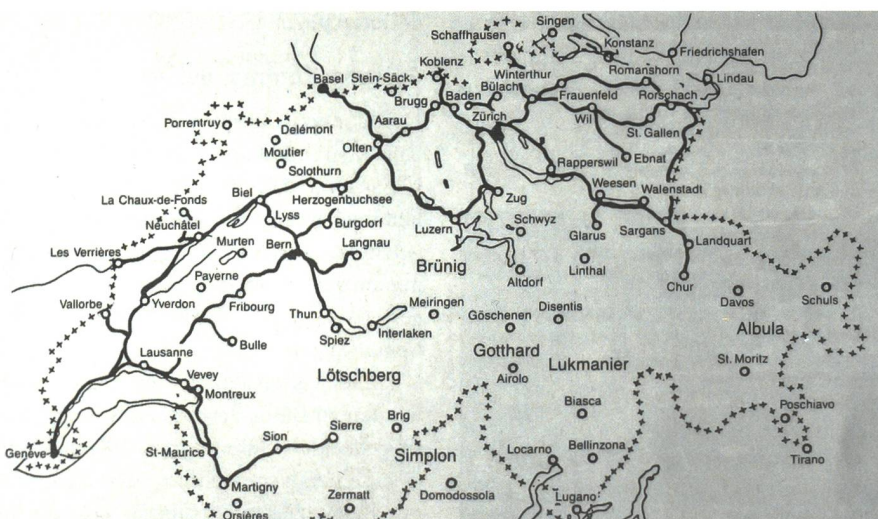 Singen
Schaffhausen
Konstanz
Friedrichshafen
Koblenz
Winterthur
Romanshorn
Lindau
Basel
Stein-Säck.
Bülach
Brugg
Baden
Frauenfeld
Rorschach
Porrentruy
Delémont
Aarau
Zürich
Wil
St. Gallen
Moutier
Olten
Ebnat
Solothurn
Rapperswil
La Chaux-de-Fonds
Biel
Herzogenbuchsee
Zug
Weesen
Walenstadt
Neuchâtel
Lyss
Burgdorf
Luzern
Schwyz
Glarus
Sargans
Landquart
Les Verrières
Murten
Bern
Langnau
Brünig
Altdorf
Linthal
Chur
Payerne
Davos
Schuls
Vallorbe
Yverdon
Fribourg
Thun
Meiringen
Göschenen
Disentis
Albula
Bulle
Spiez
Interlaken
Lausanne
Gotthard
Lukmanier
St. Moritz
Vevey
Lötschberg
Airolo
Montreux
Biasca
Poschiavo
Brig
Genève
St-Maurice
Sion
Sierre
Simplon
Locarno
Bellinzona
Tirano
Martigny
Zermatt
Domodossola
Lugano
Orsières